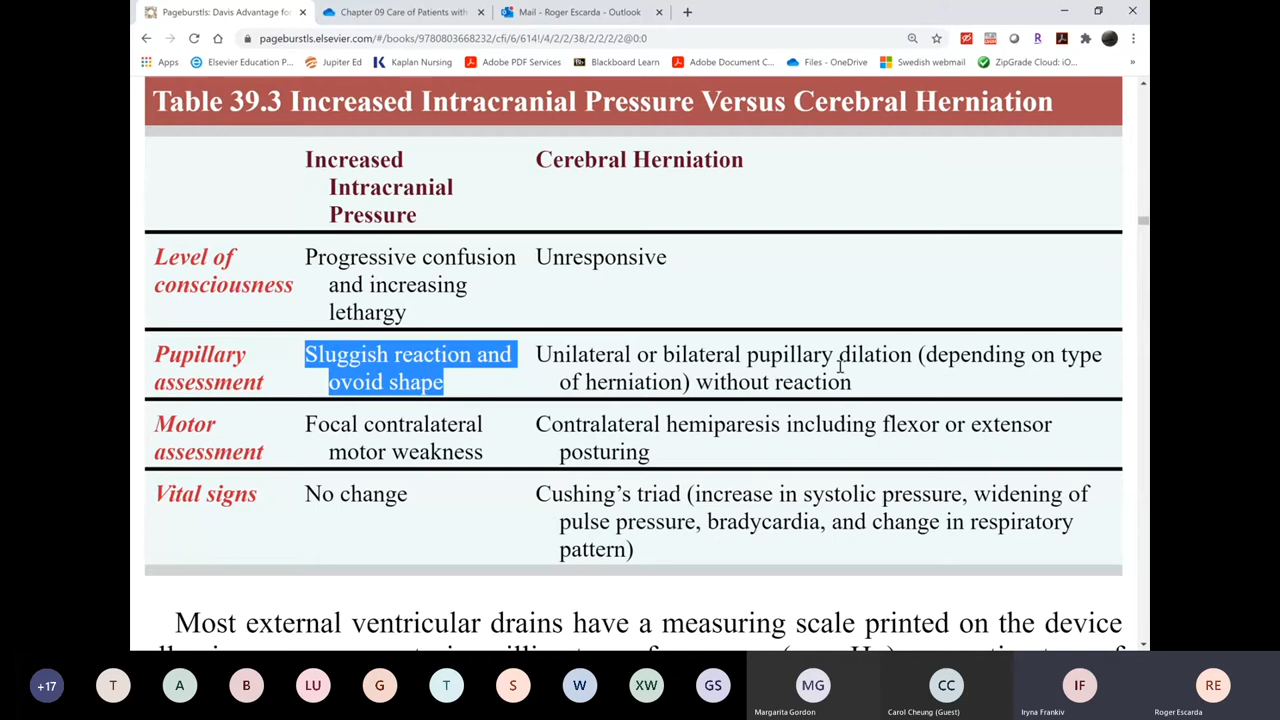 Pageburstls: Davis Advantage for
Chapter 09 Care of Patients with
Mail - Roger Escarda - Outlook
pageburstls.elsevier.com/#/books/9780803668232/cfi/6/614!/4/2/2/38/2/2/2/2@0:0
Apps
Elsevier Education P...
Jupiter Ed
Kaplan Nursing
Adobe PDF Services
Blackboard Learn
Adobe Document C...
Files - OneDrive
Swedish webmail
ZipGrade Cloud: iO...
»
Table 39.3 Increased Intracranial Pressure Versus Cerebral Herniation
Increased
Intracranial
Pressure
Cerebral Herniation
Level of
consciousness
Progressive confusion
and increasing
lethargy
Unresponsive
Pupillary
assessment
Sluggish reaction and
ovoid shape
Unilateral or bilateral pupillary dilation (depending on type
of herniation) without reaction
Motor
assessment
Focal contralateral
motor weakness
Contralateral hemiparesis including flexor or extensor
posturing
Vital signs
No change
Cushing’s triad (increase in systolic pressure, widening of
pulse pressure, bradycardia, and change in respiratory
pattern)
Most external ventricular drains have a measuring scale printed on the device
+17
T
A
B
LU
G
T
S
W
XW
GS
MG
Margarita Gordon
CC
Carol Cheung (Guest)
IF
Iryna Frankiv
RE
Roger Escarda